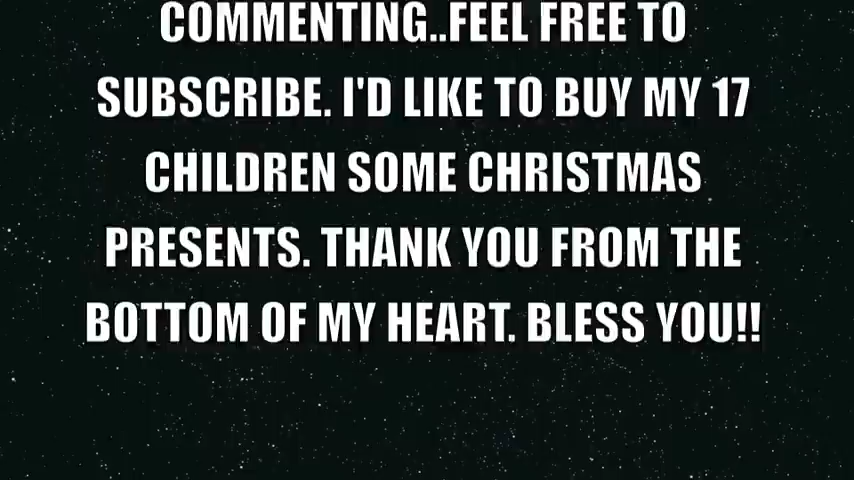 COMMENTING..FEEL FREE TO
SUBSCRIBE. I'D LIKE TO BUY MY 17
CHILDREN SOME CHRISTMAS
PRESENTS. THANK YOU FROM THE
BOTTOM OF MY HEART. BLESS YOU!!